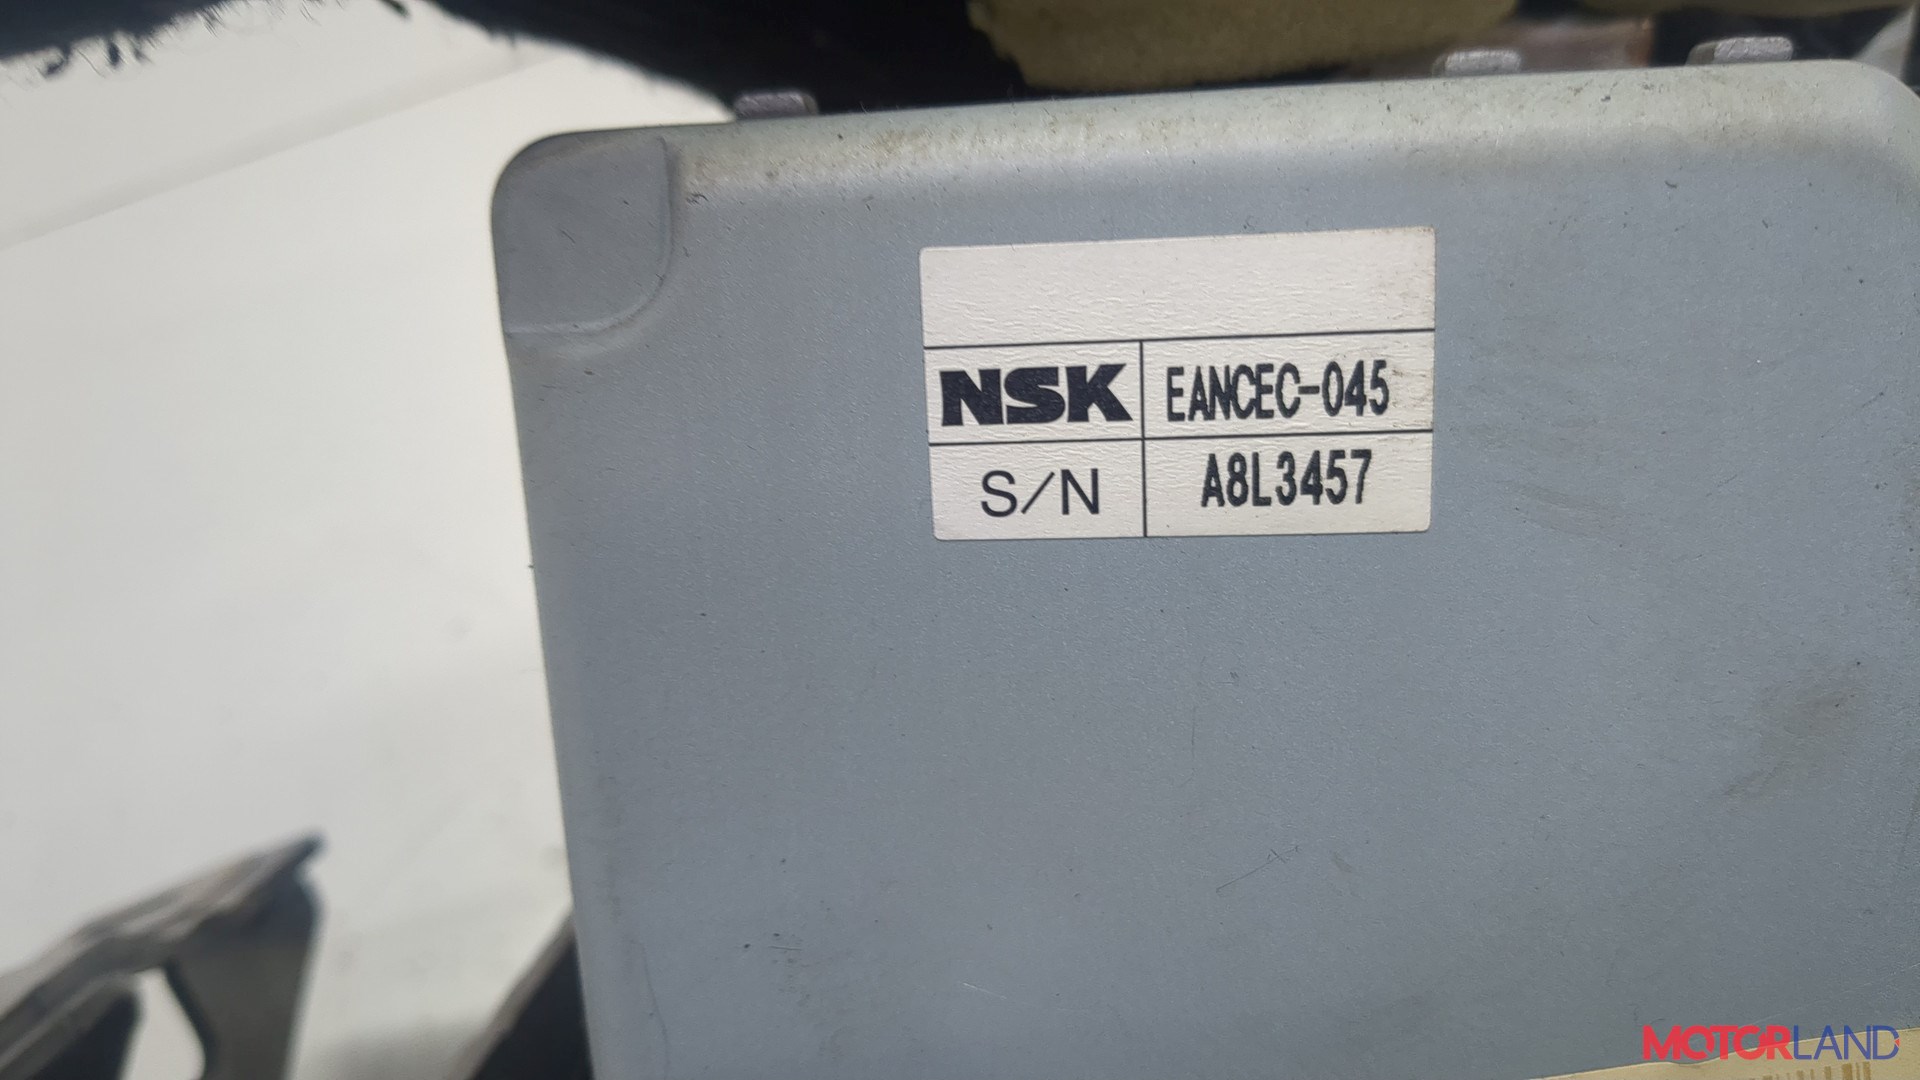 NSK EANCEC-045
S/N A8L3457
MOTORLAND